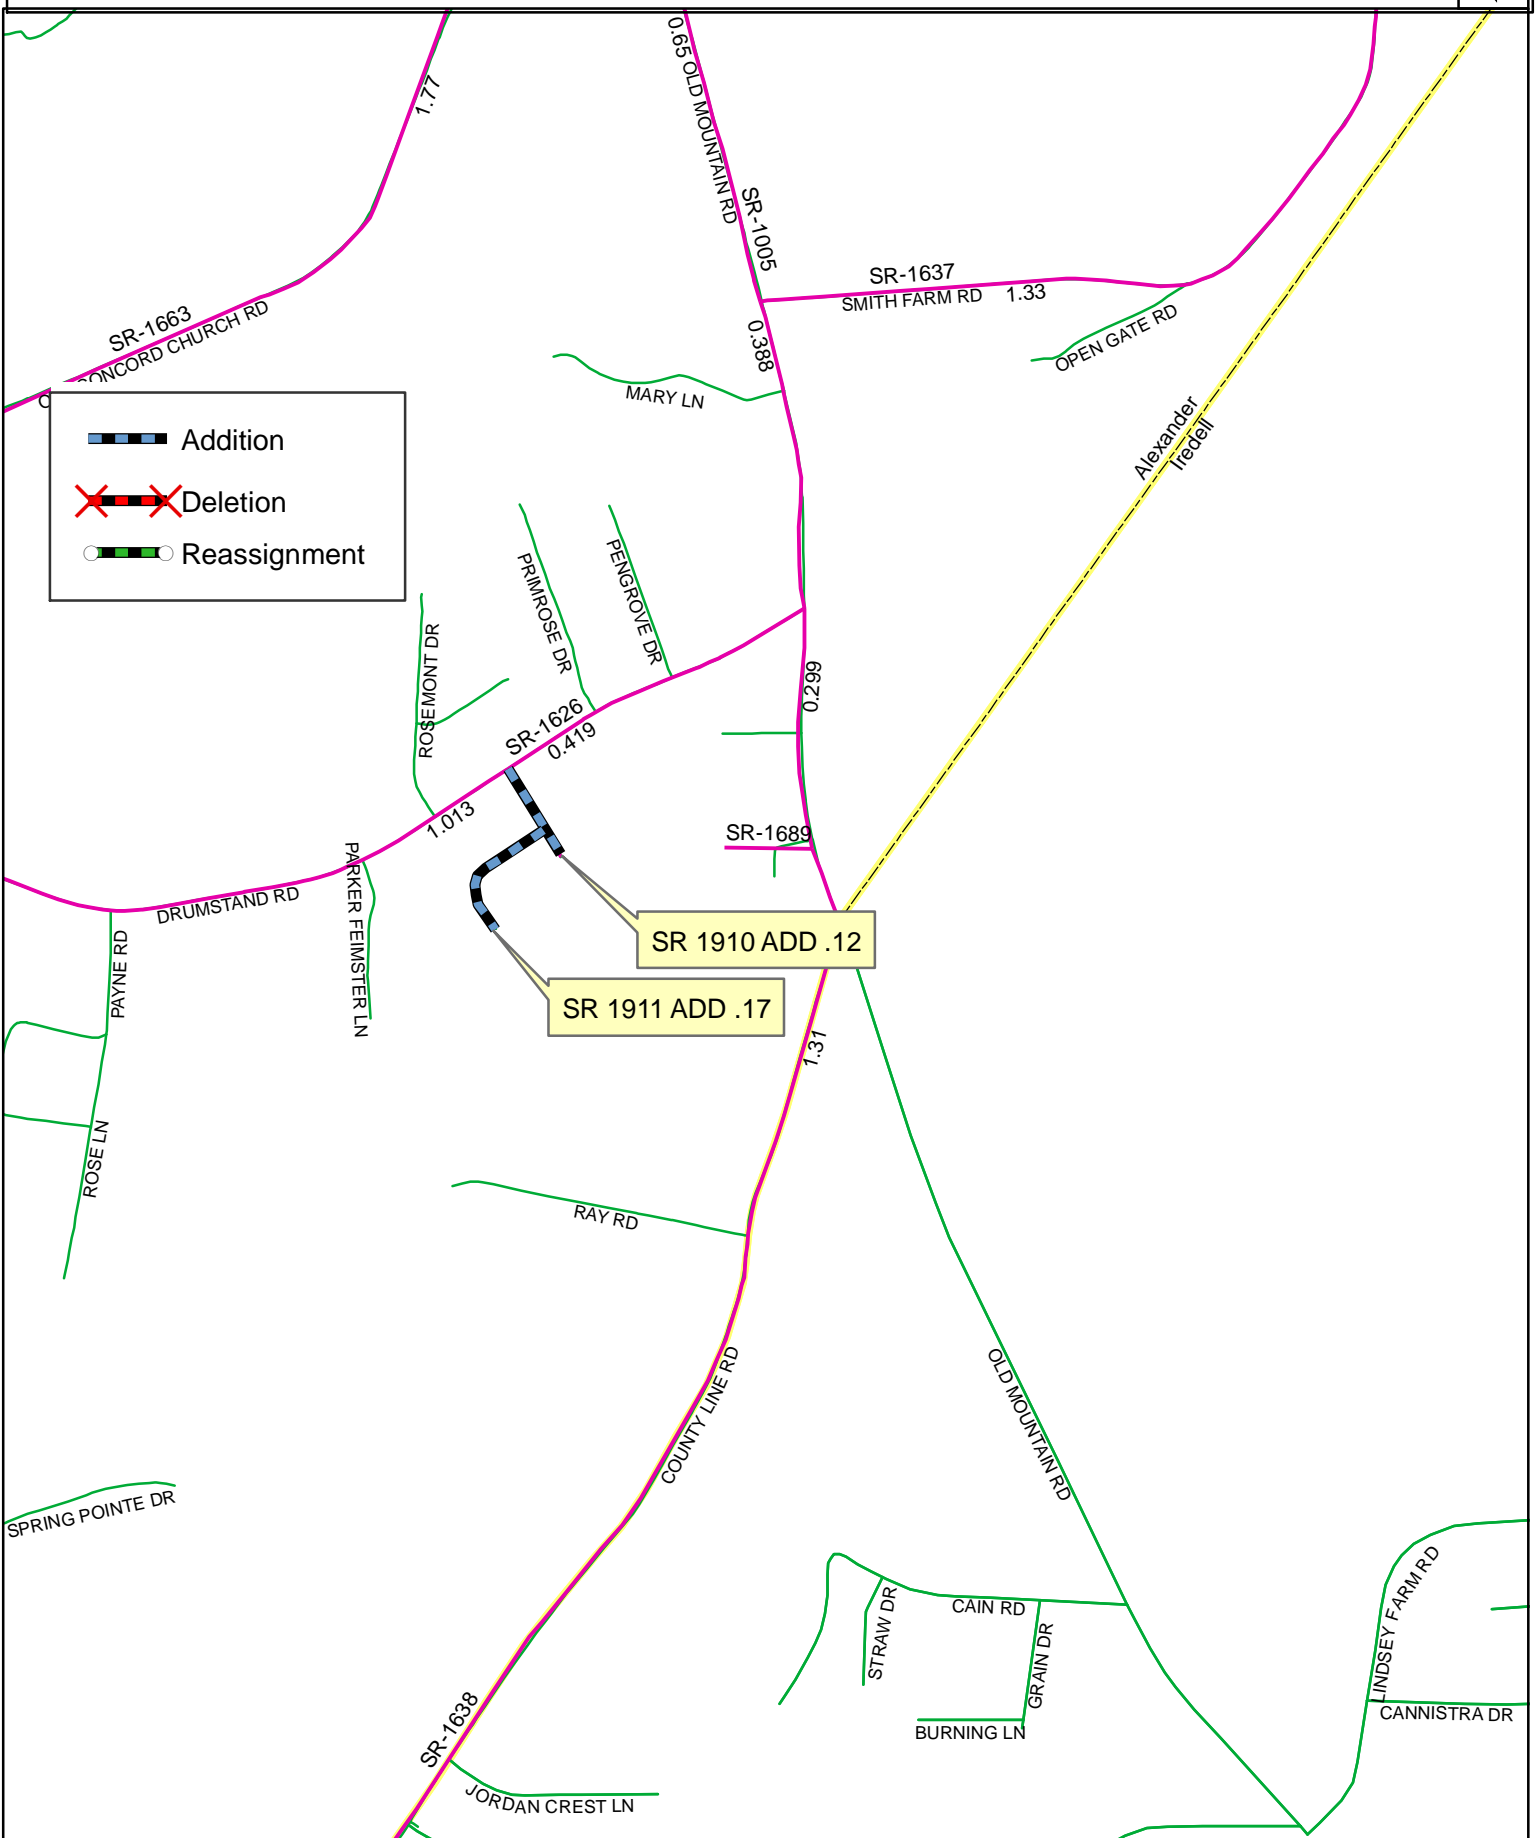 1.77
0.65
OLD MOUNTAIN RD
SR-1005
SR-1637
SMITH FARM RD
1.33
OPEN GATE RD
SR-1663
CONCORD CHURCH RD
0.388
MARY LN
Alexander
Iredell
Addition
Deletion
Reassignment
PRIMROSE DR
PENGROVE DR
ROSEMONT DR
SR-1626
0.419
0.299
1.013
SR-1689
PARKER FEIMSTER LN
DRUMSTAND RD
PAYNE RD
SR 1910 ADD .12
SR 1911 ADD .17
1.31
ROSE LN
RAY RD
COUNTY LINE RD
OLD MOUNTAIN RD
SPRING POINTE DR
STRAW DR
CAIN RD
GRAIN DR
BURNING LN
LINDSEY FARM RD
CANNISTRA DR
SR-1638
JORDAN CREST LN